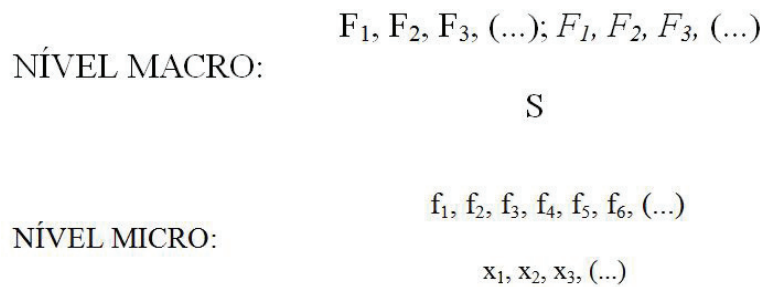 F₁, F₂, F₃, (...); F₁, F₂, F₃, (...)
NÍVEL MACRO:
S
f₁, f₂, f₃, f₄, f₅, f₆, (...)
NÍVEL MICRO:
x₁, x₂, x₃, (...)